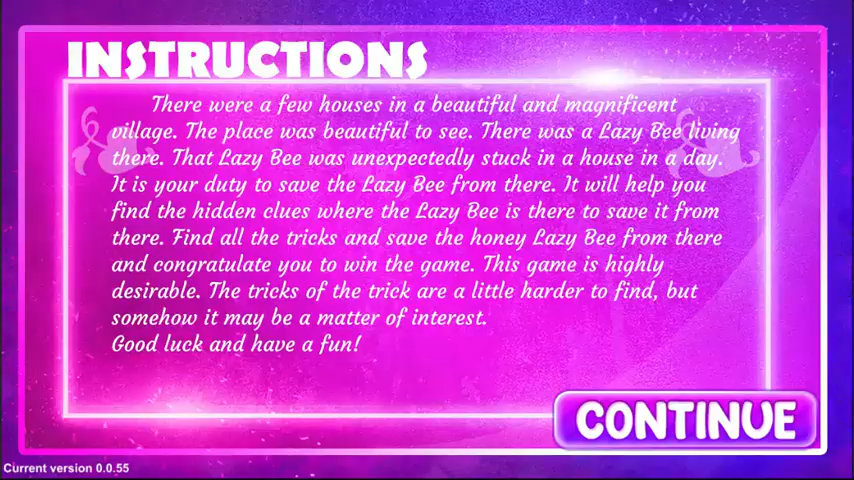 INSTRUCTIONS
There were a few houses in a beautiful and magnificent
village. The place was beautiful to see. There was a Lazy Bee living
there. That Lazy Bee was unexpectedly stuck in a house in a day.
It is your duty to save the Lazy Bee from there. It will help you
find the hidden clues where the Lazy Bee is there to save it from
there. Find all the tricks and save the honey Lazy Bee from there
and congratulate you to win the game. This game is highly
desirable. The tricks of the trick are a little harder to find, but
somehow it may be a matter of interest.
Good luck and have a fun!
CONTINUE
Current version 0.0.55